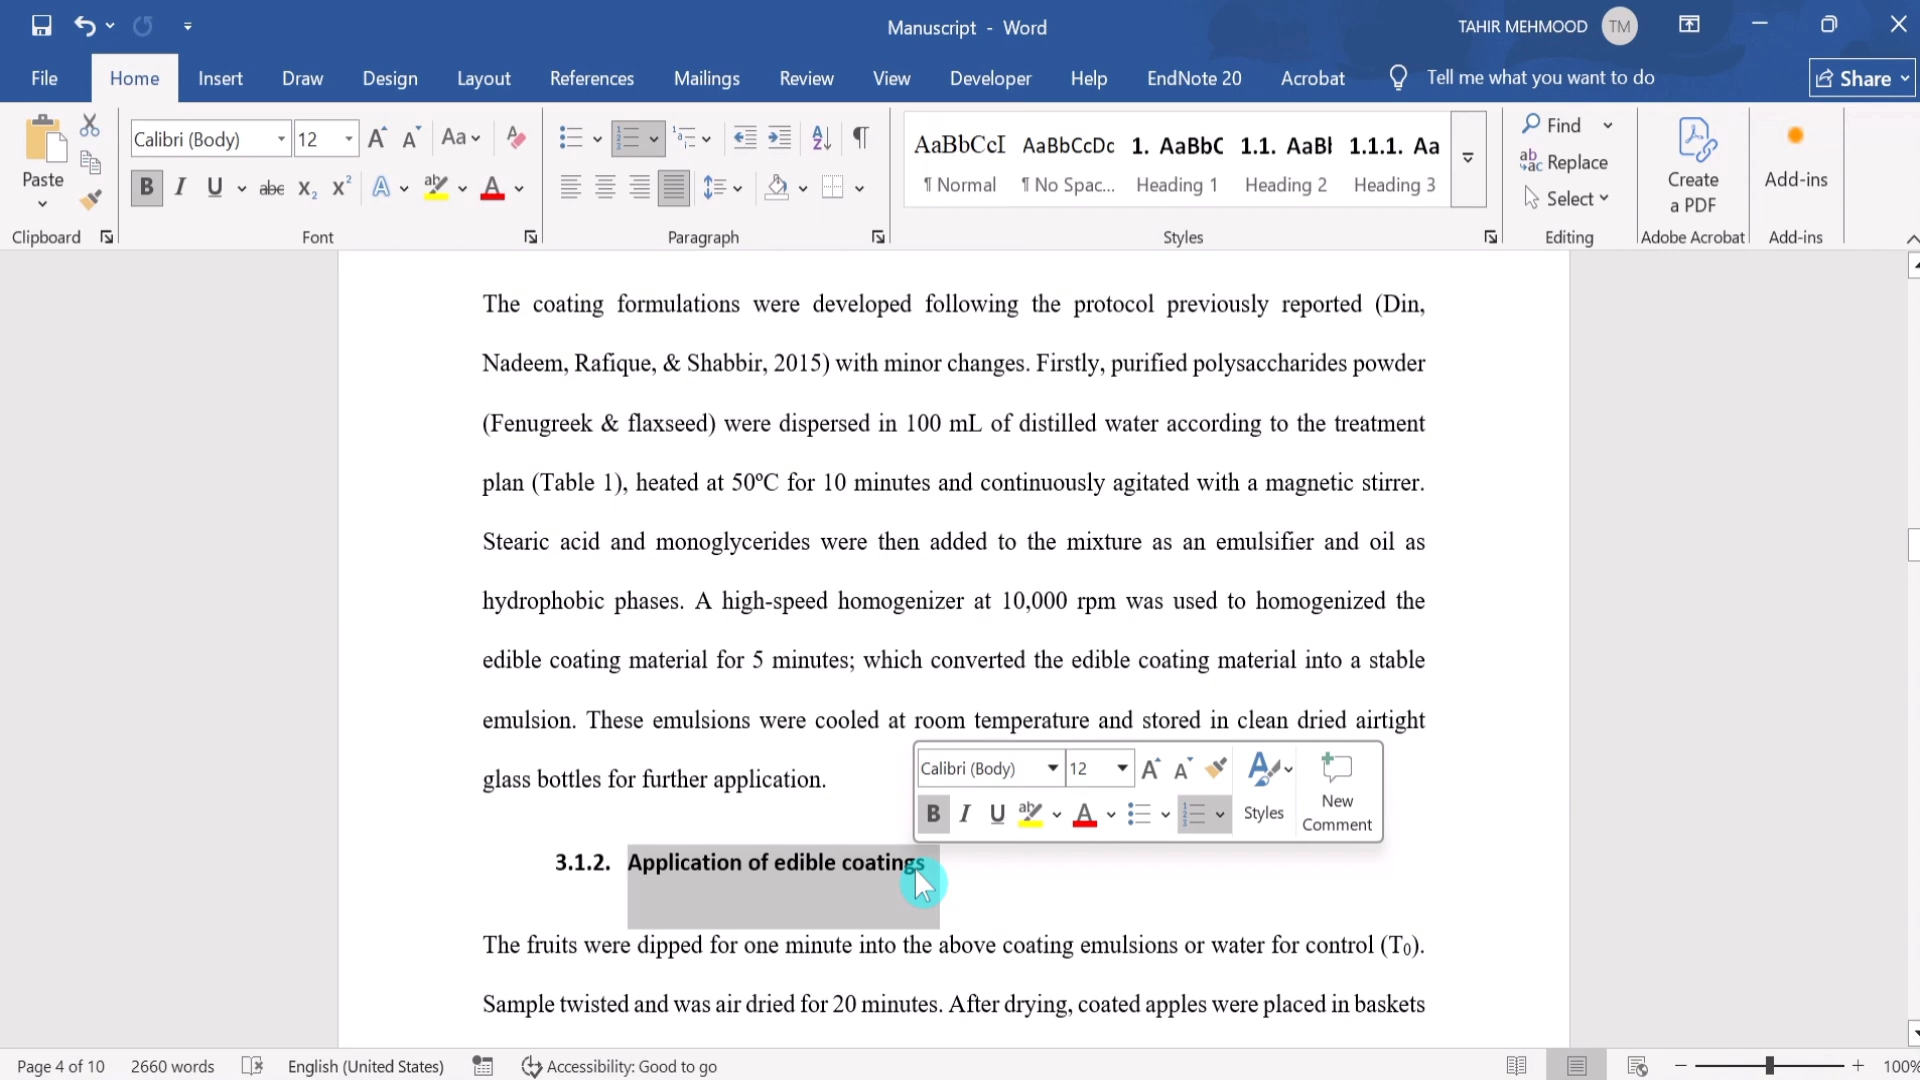 Manuscript - Word
TAHIR MEHMOOD TM
File Home Insert Draw Design Layout References Mailings Review View Developer Help EndNote 20 Acrobat Tell me what you want to do Share
Paste
Clipboard
Calibri (Body) 12 A A Aa A
B I U abc X₂ X² A ab A
Font
Paragraph
AaBbCcI AaBbCcDc 1. AaBbC 1.1. AaBl 1.1.1. Aa
¶ Normal ¶ No Spac... Heading 1 Heading 2 Heading 3
Styles
Find
Replace
Select
Editing
Create
a PDF
Adobe Acrobat
Add-ins
Add-ins
The coating formulations were developed following the protocol previously reported (Din,
Nadeem, Rafique, & Shabbir, 2015) with minor changes. Firstly, purified polysaccharides powder
(Fenugreek & flaxseed) were dispersed in 100 mL of distilled water according to the treatment
plan (Table 1), heated at 50ºC for 10 minutes and continuously agitated with a magnetic stirrer.
Stearic acid and monoglycerides were then added to the mixture as an emulsifier and oil as
hydrophobic phases. A high-speed homogenizer at 10,000 rpm was used to homogenized the
edible coating material for 5 minutes; which converted the edible coating material into a stable
emulsion. These emulsions were cooled at room temperature and stored in clean dried airtight
glass bottles for further application.
Calibri (Body) 12 A A
B I U ab A
Styles
New
Comment
3.1.2. Application of edible coatings
The fruits were dipped for one minute into the above coating emulsions or water for control (T₀).
Sample twisted and was air dried for 20 minutes. After drying, coated apples were placed in baskets
Page 4 of 10 2660 words English (United States) Accessibility: Good to go 100%